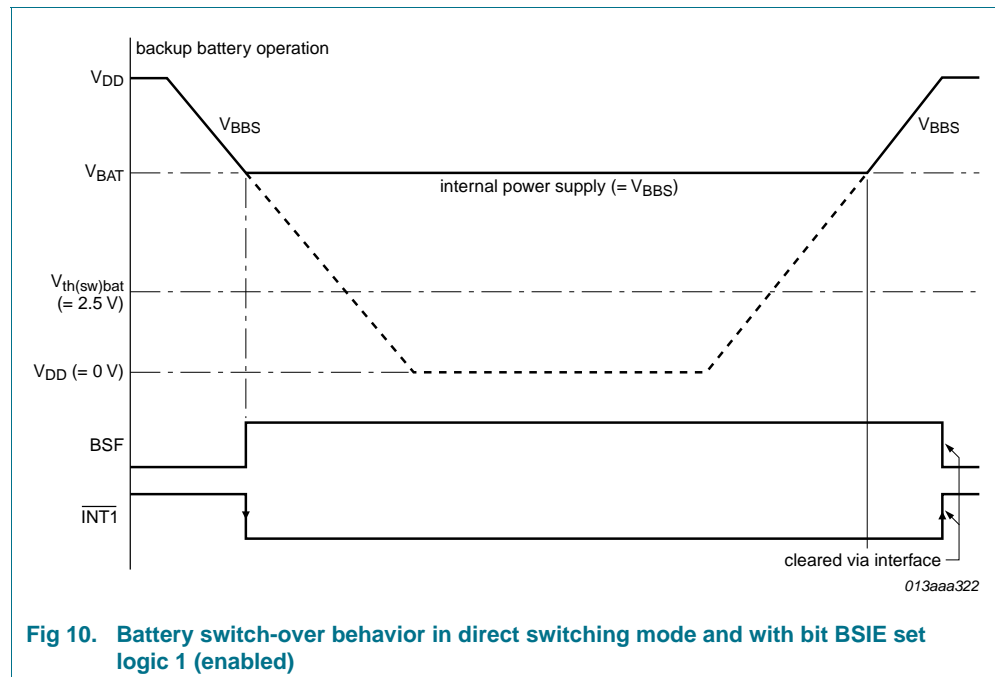 backup battery operation
VDD
VBBS
VBBS
VBAT
internal power supply (= VBBS)
Vth(sw)bat
(= 2.5 V)
VDD (= 0 V)
BSF
INT1
cleared via interface
013aaa322
Fig 10. Battery switch-over behavior in direct switching mode and with bit BSIE set
logic 1 (enabled)